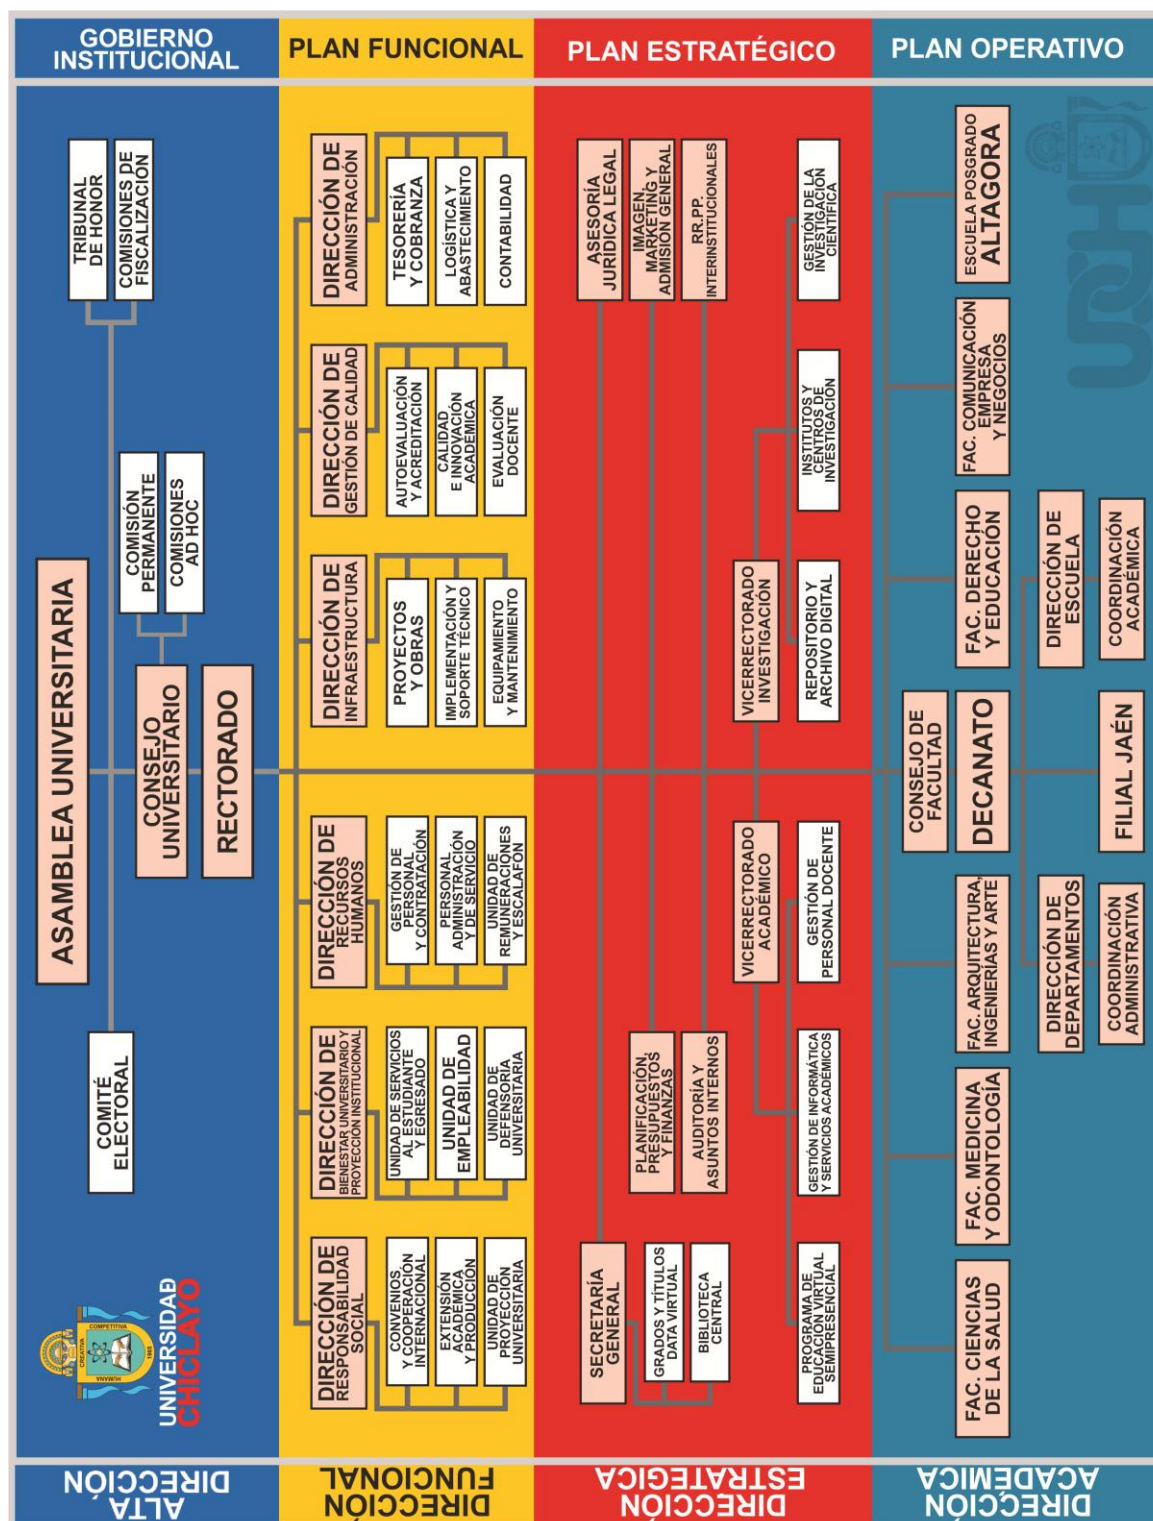 GOBIERNO
INSTITUCIONAL
PLAN FUNCIONAL
PLAN ESTRATÉGICO
PLAN OPERATIVO
UNIVERSIDAD
CHICLAYO
HUMANA
CREATIVA
COMPETITIVA
1985
ASAMBLEA UNIVERSITARIA
COMITÉ
ELECTORAL
TRIBUNAL
DE HONOR
COMISIONES DE
FISCALIZACIÓN
CONSEJO
UNIVERSITARIO
COMISIÓN
PERMANENTE
COMISIONES
AD HOC
RECTORADO
ALTA
DIRECCIÓN
DIRECCIÓN DE
RESPONSABILIDAD
SOCIAL
CONVENIOS
Y COOPERACIÓN
INTERNACIONAL
EXTENSIÓN
ACADÉMICA
Y PRODUCCIÓN
UNIDAD DE
PROYECCIÓN
UNIVERSITARIA
DIRECCIÓN DE
BIENESTAR UNIVERSITARIO Y
PROYECCIÓN INSTITUCIONAL
UNIDAD DE SERVICIOS
AL ESTUDIANTE
Y EGRESADO
UNIDAD DE
EMPLEABILIDAD
UNIDAD DE
DEFENSORÍA
UNIVERSITARIA
DIRECCIÓN DE
RECURSOS
HUMANOS
GESTIÓN DE
PERSONAL
Y CONTRATACIÓN
PERSONAL
ADMINISTRACIÓN
Y DE SERVICIO
UNIDAD DE
REMUNERACIONES
Y ESCALAFÓN
DIRECCIÓN DE
INFRAESTRUCTURA
PROYECTOS
Y OBRAS
IMPLEMENTACIÓN Y
SOPORTE TÉCNICO
EQUIPAMIENTO
Y MANTENIMIENTO
DIRECCIÓN DE
GESTIÓN DE CALIDAD
AUTOEVALUACIÓN
Y ACREDITACIÓN
CALIDAD
E INNOVACIÓN
ACADÉMICA
EVALUACIÓN
DOCENTE
DIRECCIÓN DE
ADMINISTRACIÓN
TESORERÍA
Y COBRANZA
LOGÍSTICA Y
ABASTECIMIENTO
CONTABILIDAD
DIRECCIÓN
FUNCIONAL
SECRETARÍA
GENERAL
GRADOS Y TÍTULOS
DATA VIRTUAL
BIBLIOTECA
CENTRAL
ASESORÍA
JURÍDICA LEGAL
PLANIFICACIÓN,
PRESUPUESTOS
Y FINANZAS
IMAGEN,
MARKETING Y
ADMISIÓN GENERAL
AUDITORÍA Y
ASUNTOS INTERNOS
RR.PP.
INTERINSTITUCIONALES
VICERRECTORADO
ACADÉMICO
VICERRECTORADO
INVESTIGACIÓN
PROGRAMA DE
EDUCACIÓN VIRTUAL
SEMIPRESENCIAL
GESTIÓN DE INFORMÁTICA
Y SERVICIOS ACADÉMICOS
GESTIÓN DE
PERSONAL DOCENTE
REPOSITORIO Y
ARCHIVO DIGITAL
INSTITUTOS Y
CENTROS DE
INVESTIGACIÓN
GESTIÓN DE LA
INVESTIGACIÓN
CIENTÍFICA
DIRECCIÓN
ESTRATÉGICA
CONSEJO DE
FACULTAD
DECANATO
FAC. CIENCIAS
DE LA SALUD
FAC. MEDICINA
Y ODONTOLOGÍA
FAC. ARQUITECTURA,
INGENIERÍAS Y ARTE
FAC. DERECHO
Y EDUCACIÓN
FAC. COMUNICACIÓN
EMPRESA
Y NEGOCIOS
ESCUELA POSGRADO
ALTAGORA
DIRECCIÓN DE
DEPARTAMENTOS
DIRECCIÓN DE
ESCUELA
COORDINACIÓN
ADMINISTRATIVA
FILIAL JAÉN
COORDINACIÓN
ACADÉMICA
UDCH
DIRECCIÓN
ACADÉMICA